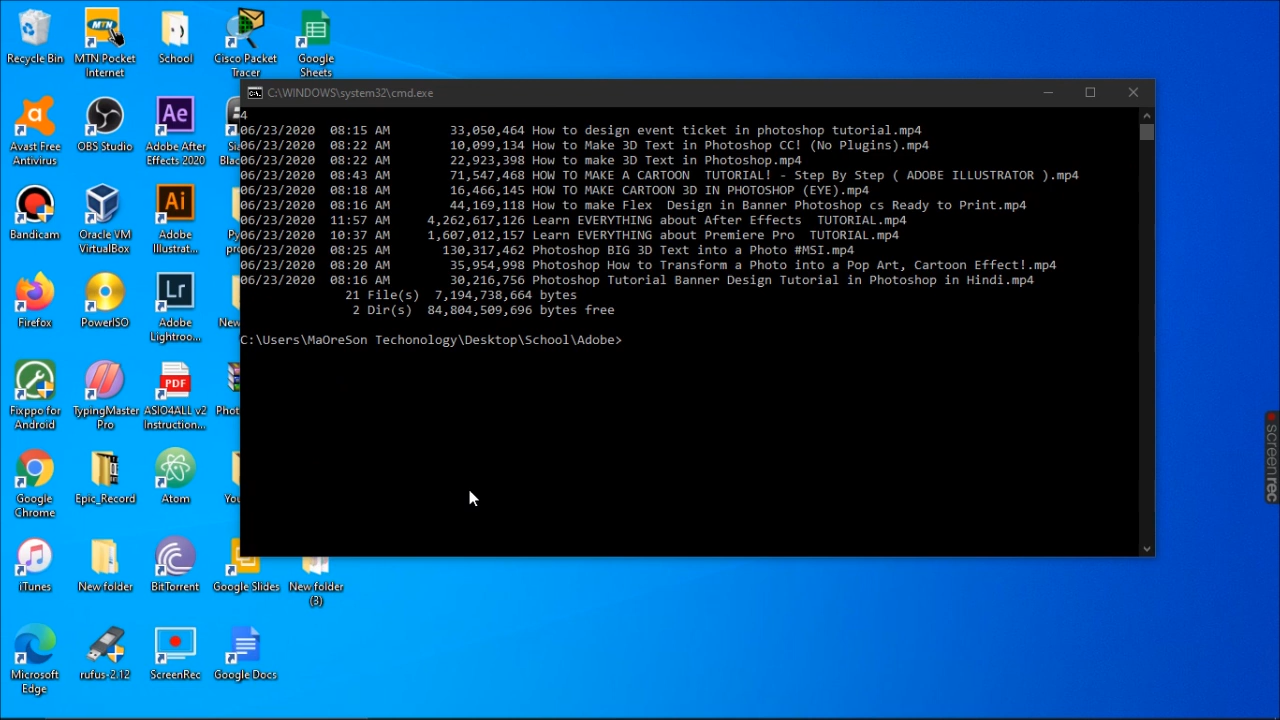 Recycle Bin
MTN Pocket
Internet
School
Cisco Packet
Tracer
Google
Sheets
Avast Free
Antivirus
OBS Studio
Ae
Adobe After
Effects 2020
Bandicam
Oracle VM
VirtualBox
Ai
Adobe
Illustrat...
Firefox
PowerISO
Lr
Adobe
Lightroo...
Fixppo for
Android
TypingMaster
Pro
PDF
ASIO4ALL v2
Instruction...
Google
Chrome
Epic_Record
Atom
iTunes
New folder
BitTorrent
Google Slides
New folder
(3)
Microsoft
Edge
rufus-2.12
ScreenRec
Google Docs
C:\WINDOWS\system32\cmd.exe
4
06/23/2020 08:15 AM 33,050,464 How to design event ticket in photoshop tutorial.mp4
06/23/2020 08:22 AM 10,099,134 How to Make 3D Text in Photoshop CC! (No Plugins).mp4
06/23/2020 08:22 AM 22,923,398 How to make 3D Text in Photoshop.mp4
06/23/2020 08:43 AM 71,547,468 HOW TO MAKE A CARTOON TUTORIAL! - Step By Step ( ADOBE ILLUSTRATOR ).mp4
06/23/2020 08:18 AM 16,466,145 HOW TO MAKE CARTOON 3D IN PHOTOSHOP (EYE).mp4
06/23/2020 08:16 AM 44,169,118 How to make Flex Design in Banner Photoshop cs Ready to Print.mp4
06/23/2020 11:57 AM 4,262,617,126 Learn EVERYTHING about After Effects TUTORIAL.mp4
06/23/2020 10:37 AM 1,607,012,157 Learn EVERYTHING about Premiere Pro TUTORIAL.mp4
06/23/2020 08:25 AM 130,317,462 Photoshop BIG 3D Text into a Photo #MSI.mp4
06/23/2020 08:20 AM 35,954,998 Photoshop How to Transform a Photo into a Pop Art, Cartoon Effect!.mp4
06/23/2020 08:16 AM 30,216,756 Photoshop Tutorial Banner Design Tutorial in Photoshop in Hindi.mp4
21 File(s) 7,194,738,664 bytes
2 Dir(s) 84,804,509,696 bytes free
C:\Users\MaOreSon Techonology\Desktop\School\Adobe>
screenrec